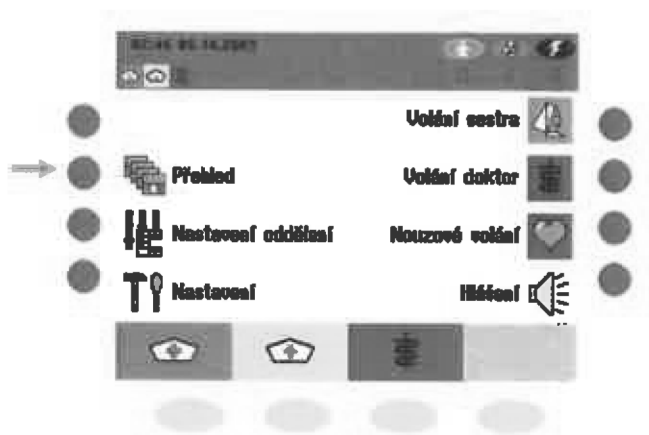 Volání sestra
Přehled
Volání doktor
Nastavení oddělení
Nouzové volání
Nastavení
Hlášení